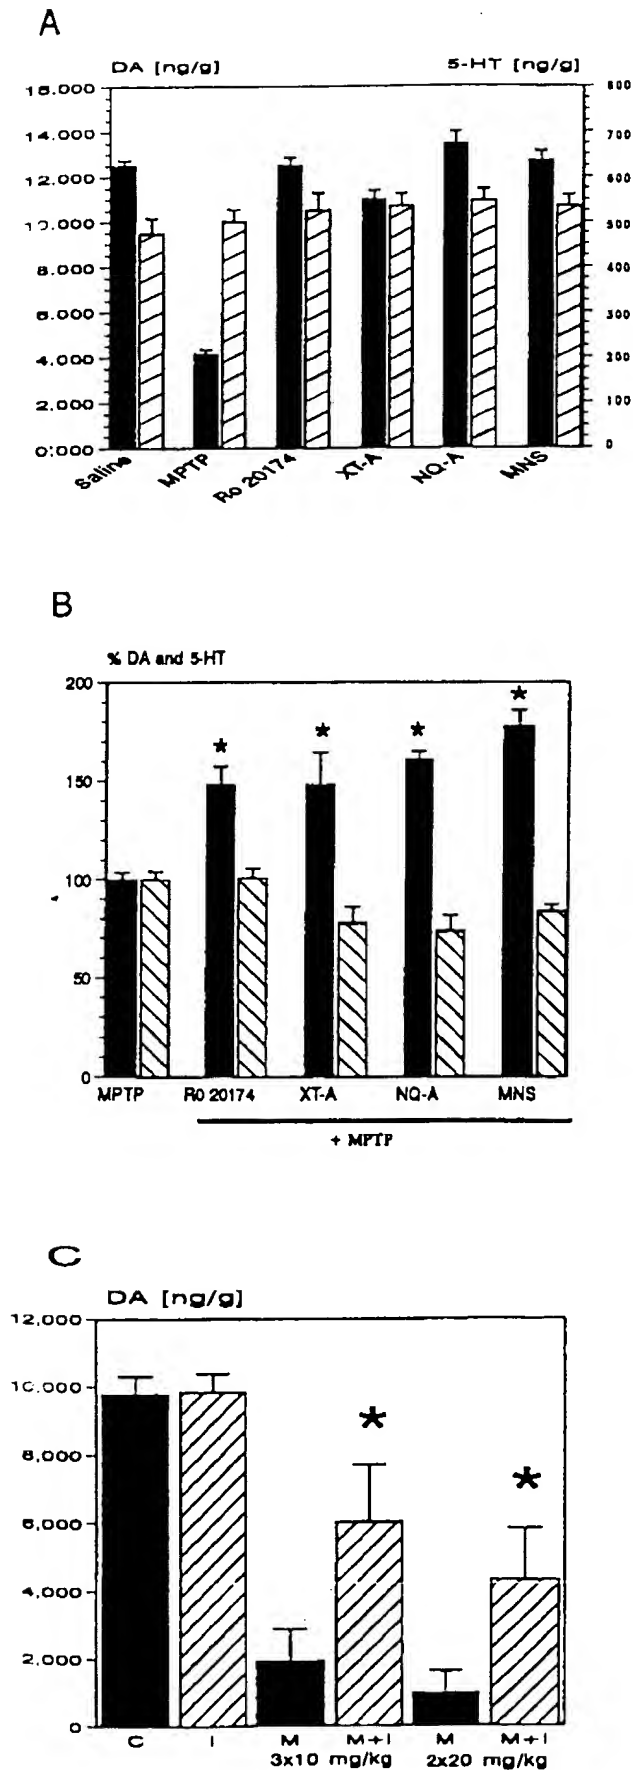 A
DA [ng/g] 5-HT [ng/g]
16.000 800
14.000 700
12.000 600
10.000 500
8.000 400
6.000 300
4.000 200
2.000 100
0.000 0
Saline MPTP Ro 20174 XT-A NQ-A MNS
B
% DA and 5-HT
200
150
100
50
0
MPTP R0 20174 XT-A NQ-A MNS
+ MPTP
C
DA [ng/g]
12,000
10,000
8,000
6,000
4,000
2,000
0
C I M M+I M M+I
3x10 mg/kg 2x20 mg/kg